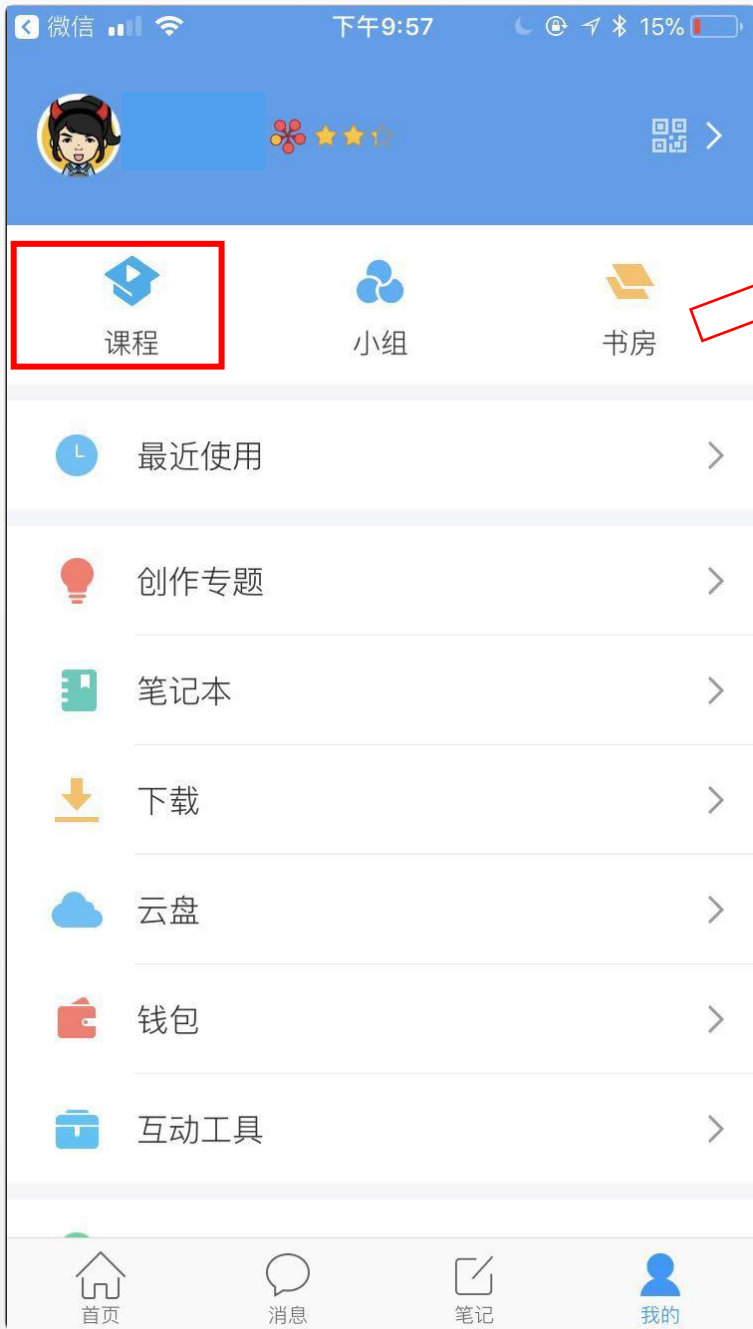 微信 下午9:57 15%
课程 小组 书房
最近使用
创作专题
笔记本
下载
云盘
钱包
互动工具
首页 消息 笔记 我的